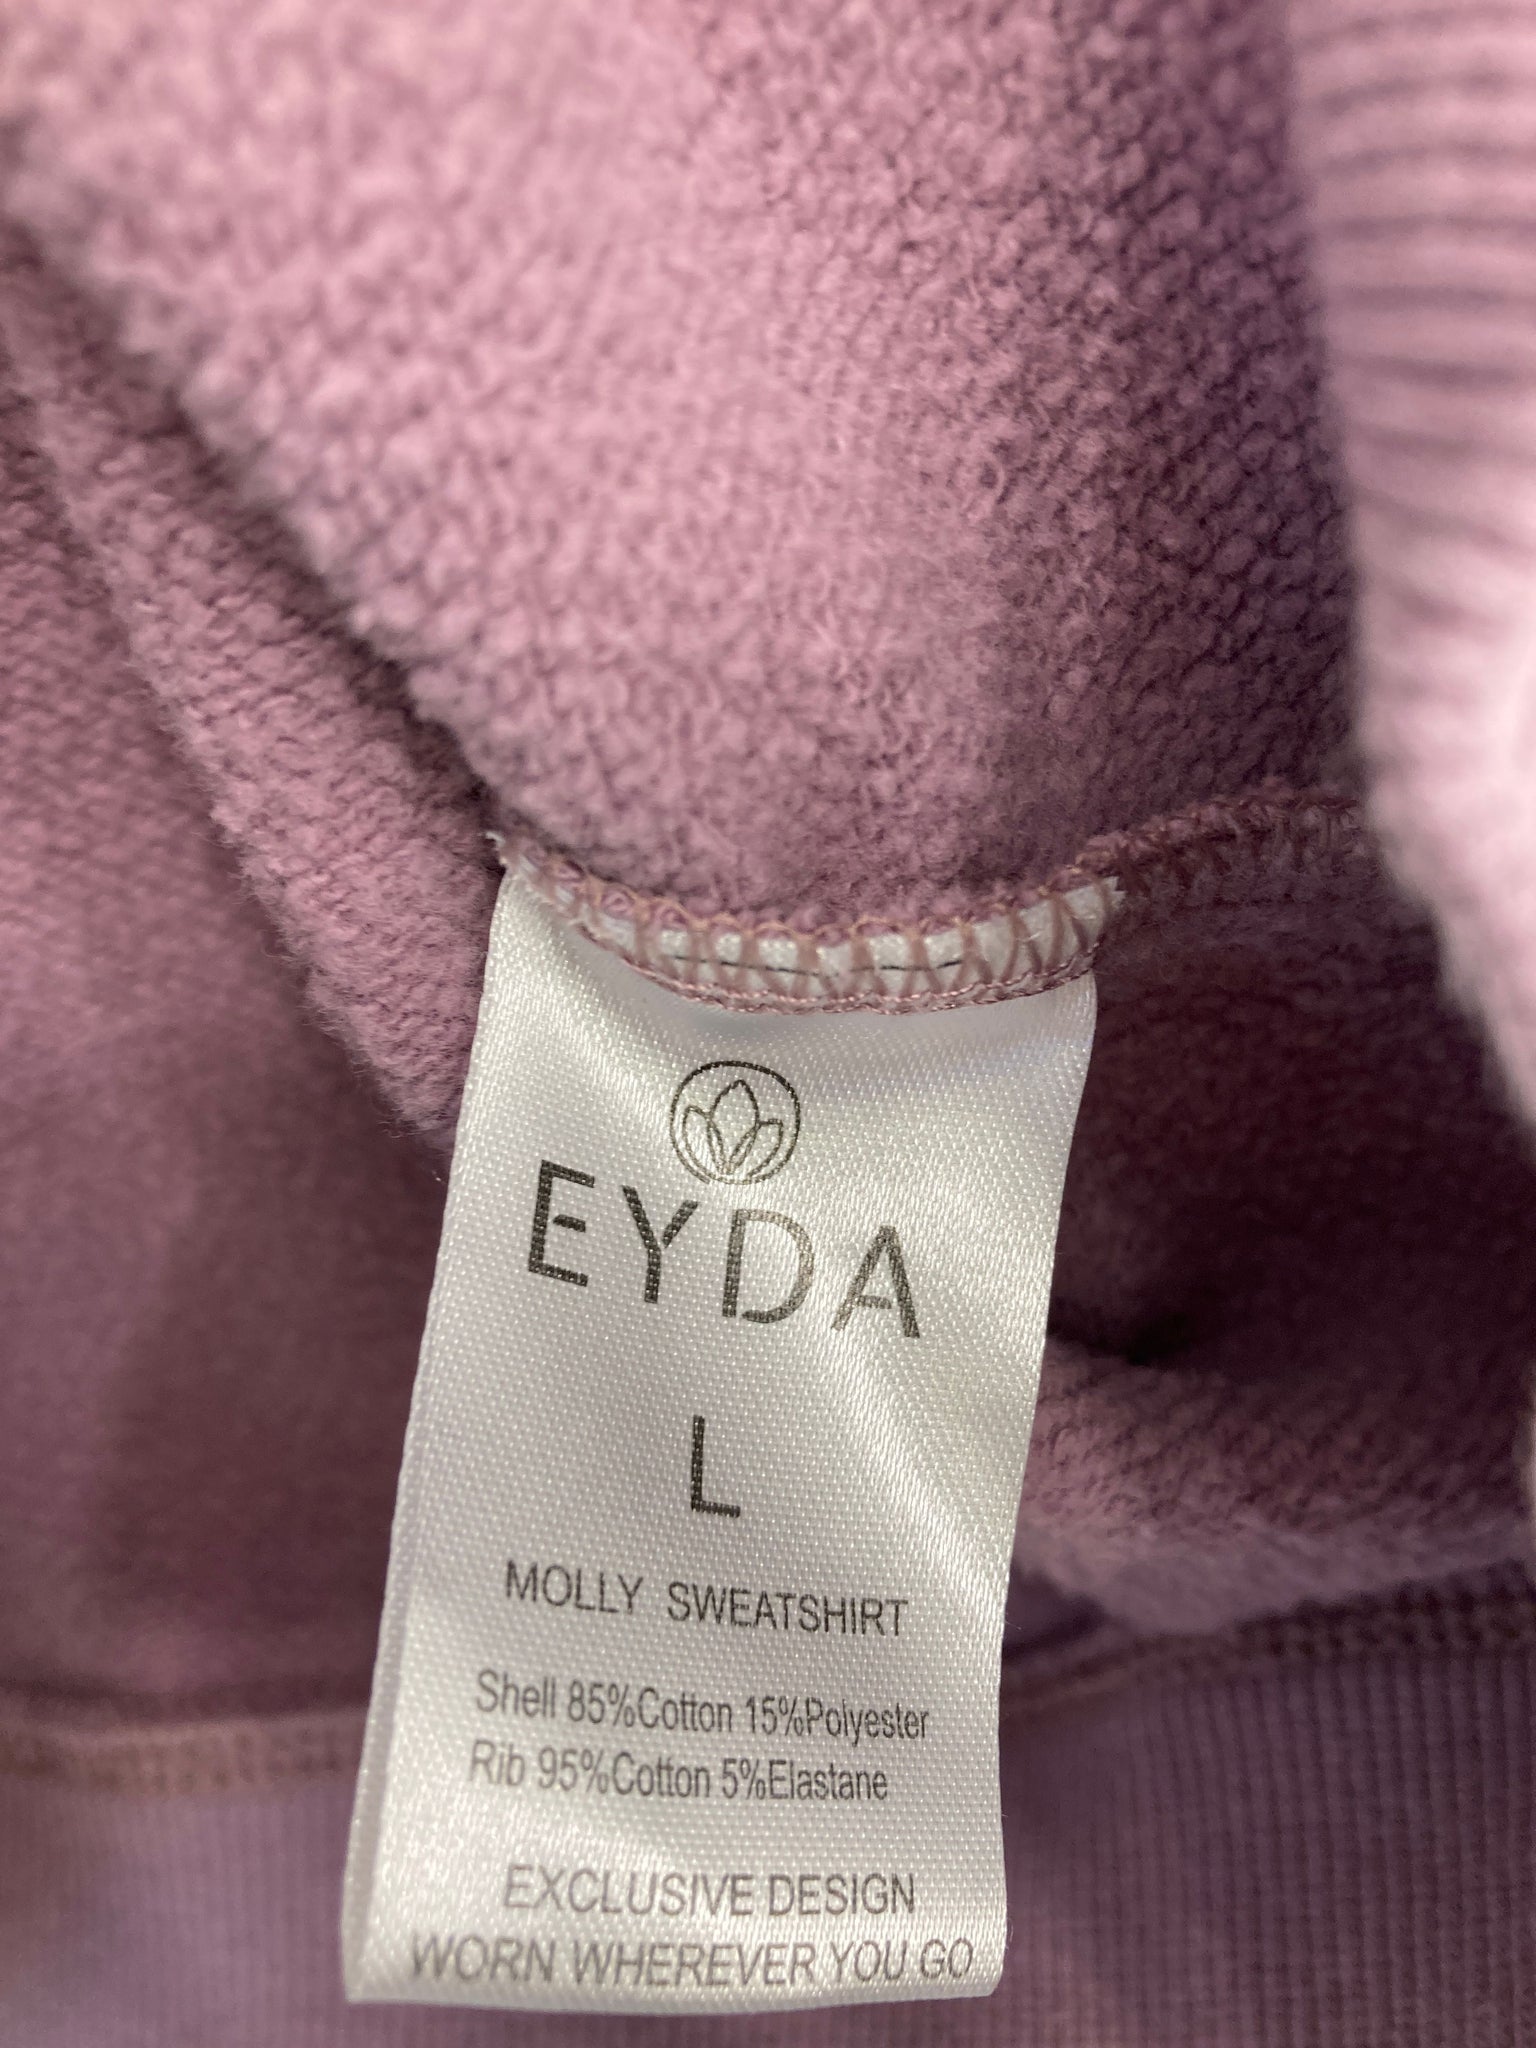 EYDA
L
MOLLY SWEATSHIRT
Shell 85%Cotton 15%Polyester
Rib 95%Cotton 5%Elastane
EXCLUSIVE DESIGN
WORN WHEREVER YOU GO